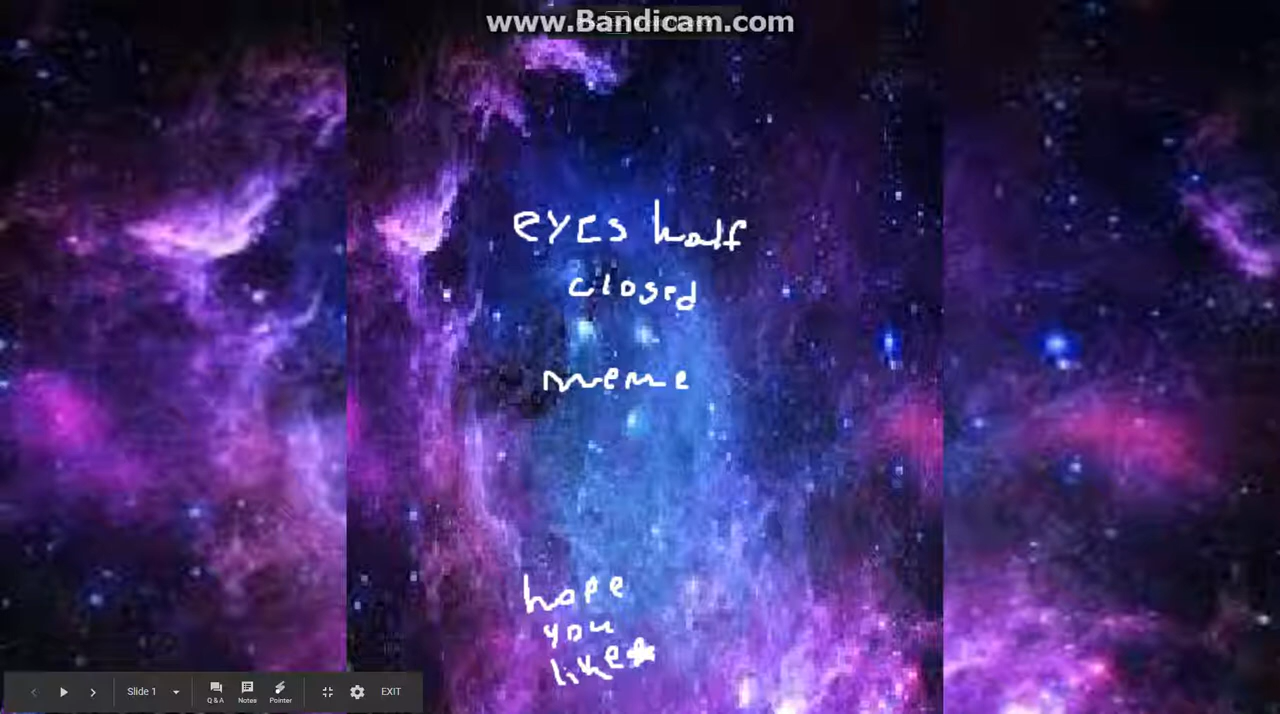 www.Bandicam.com
eyes half
closed
meme
hope
you
like
Slide 1
Q&A
Notes
Pointer
EXIT